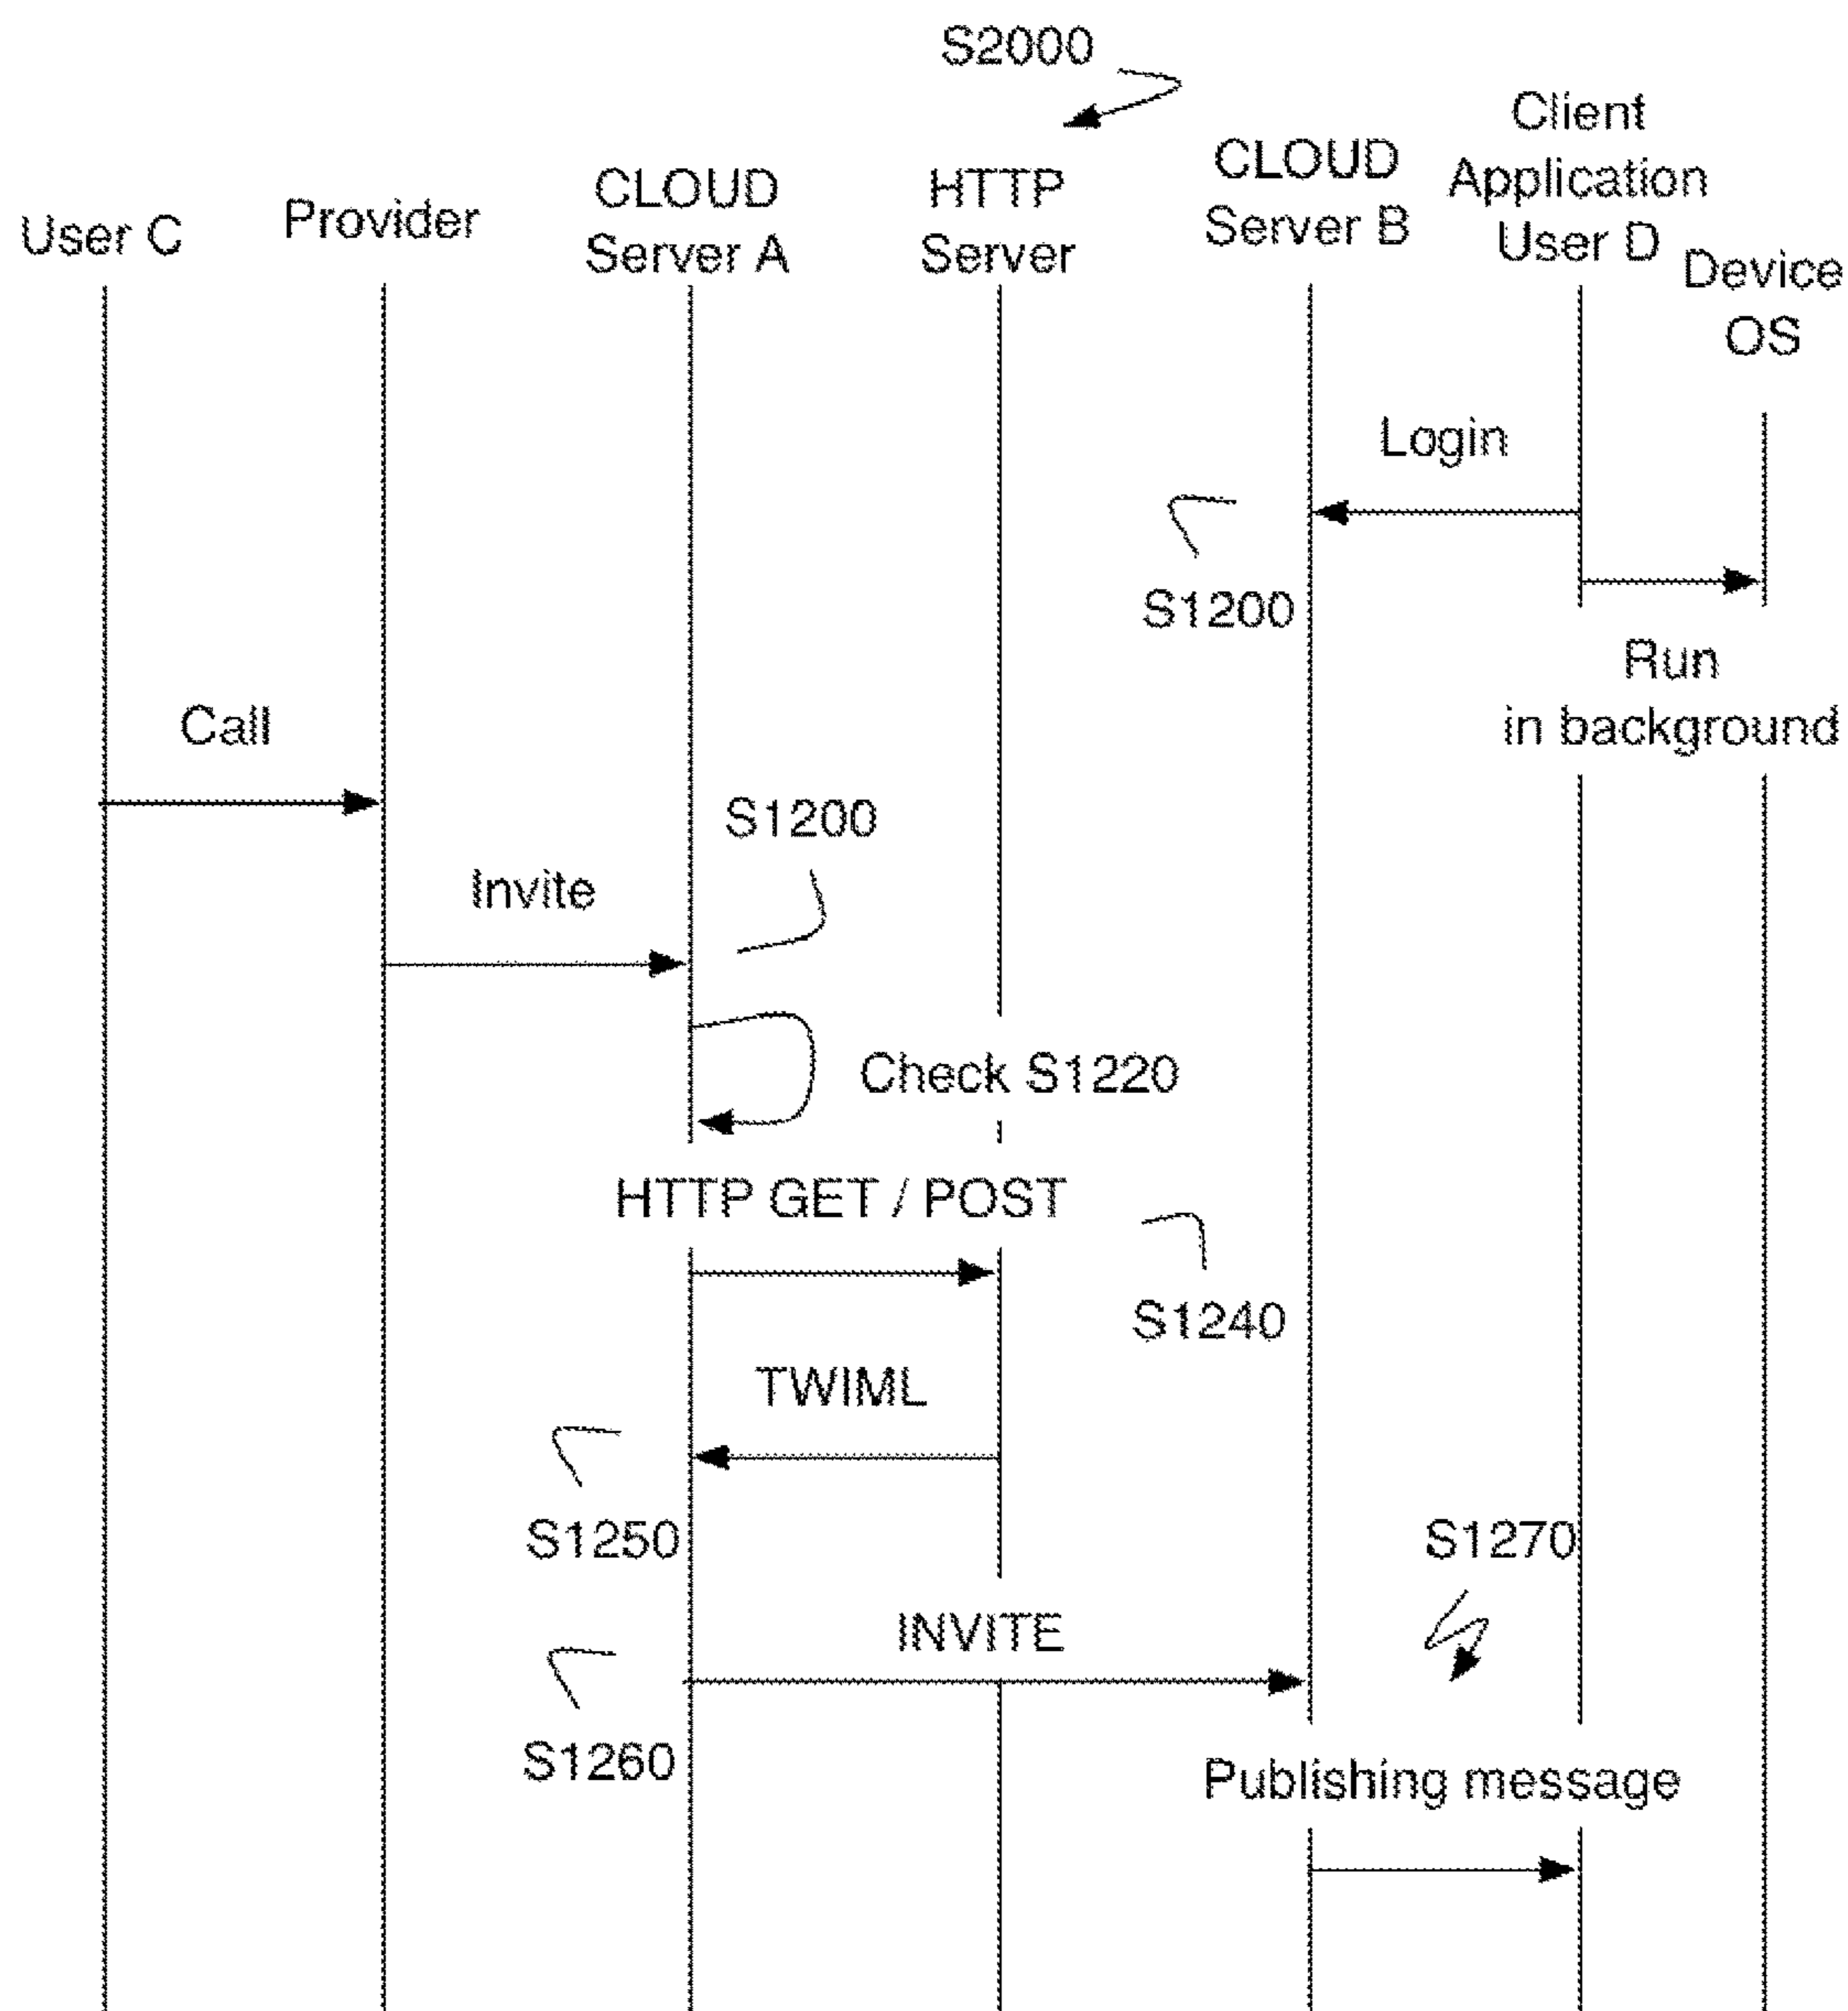 S2000
User C
Provider
CLOUD
Server A
HTTP
Server
CLOUD
Server B
Client
Application
User D
Device
OS
Login
S1200
Run
in background
Call
S1200
Invite
Check S1220
HTTP GET / POST
S1240
TWIML
S1250
S1270
INVITE
S1260
Publishing message